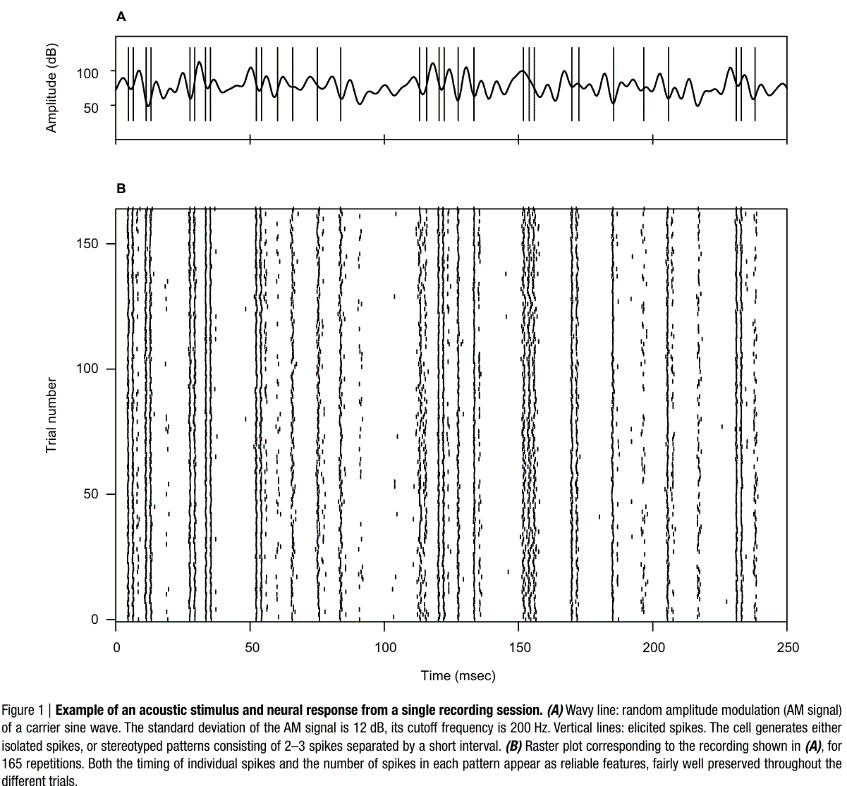 A
Amplitude (dB)
100
50
B
Trial number
150
100
50
0
0 50 100 150 200 250
Time (msec)
Figure 1 | Example of an acoustic stimulus and neural response from a single recording session. (A) Wavy line: random amplitude modulation (AM signal)
of a carrier sine wave. The standard deviation of the AM signal is 12 dB, its cutoff frequency is 200 Hz. Vertical lines: elicited spikes. The cell generates either
isolated spikes, or stereotyped patterns consisting of 2–3 spikes separated by a short interval. (B) Raster plot corresponding to the recording shown in (A), for
165 repetitions. Both the timing of individual spikes and the number of spikes in each pattern appear as reliable features, fairly well preserved throughout the
different trials.